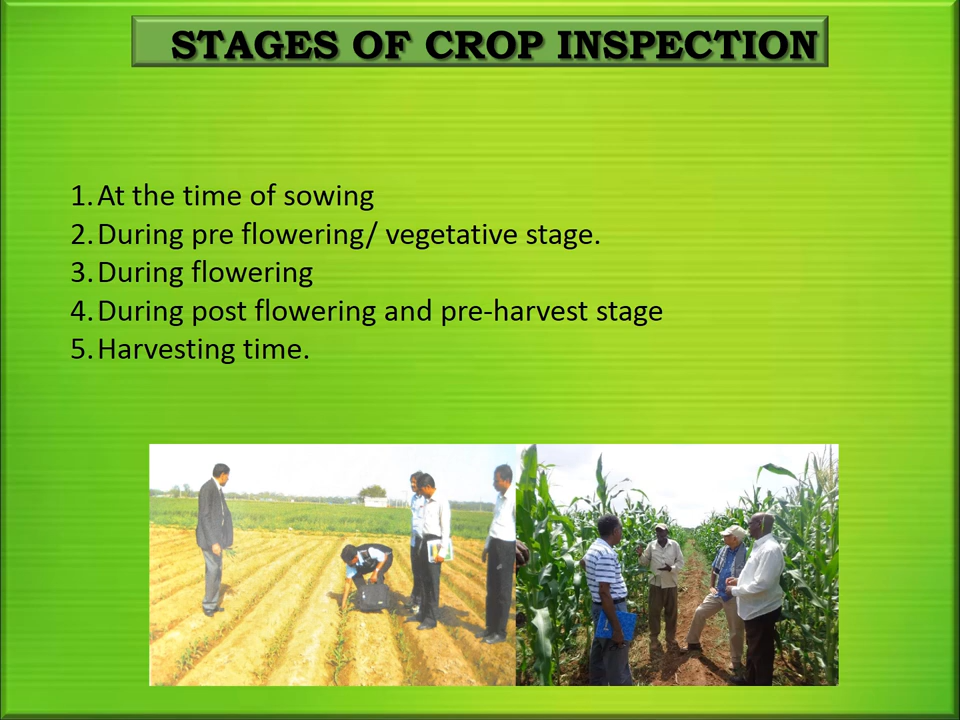 STAGES OF CROP INSPECTION
1. At the time of sowing
2. During pre flowering/ vegetative stage.
3. During flowering
4. During post flowering and pre-harvest stage
5. Harvesting time.